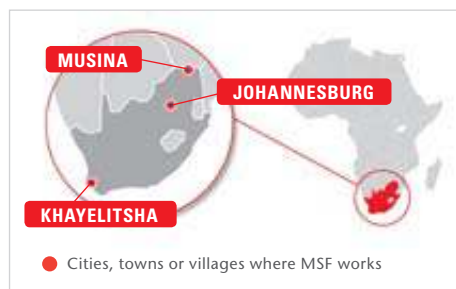 MUSINA
JOHANNESBURG
KHAYELITSHA
Cities, towns or villages where MSF works